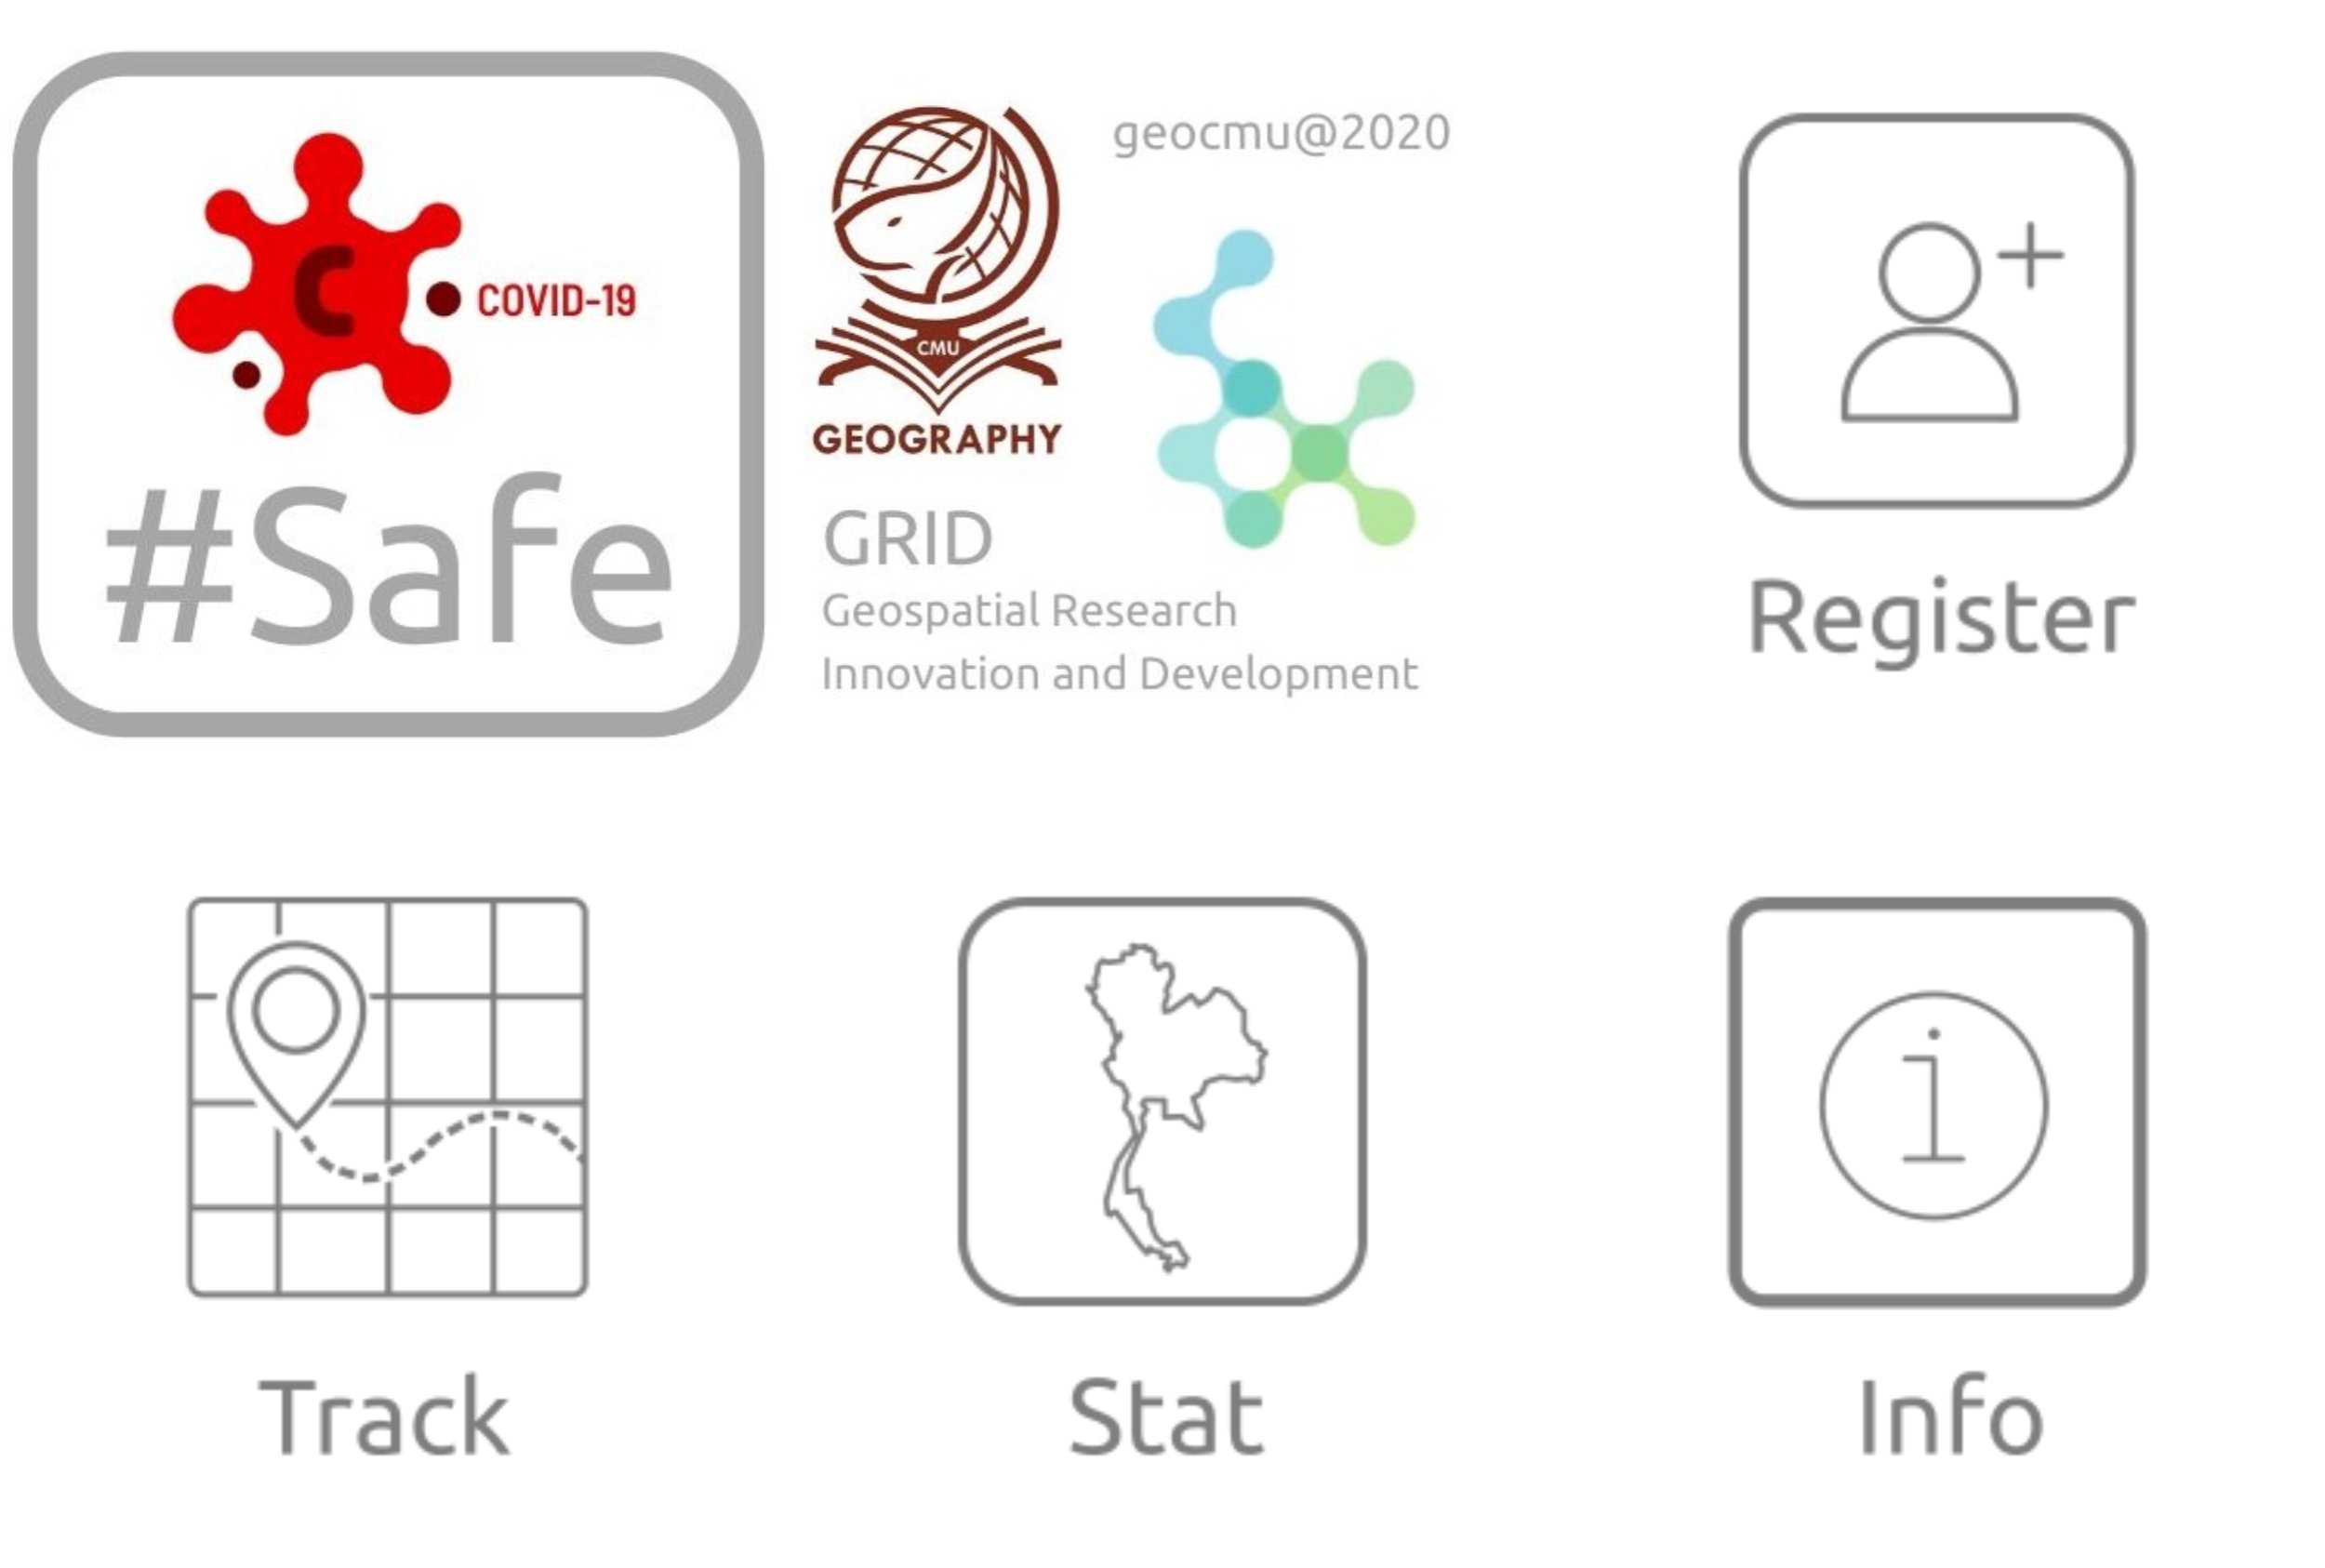 C
COVID-19
#Safe
geocmu@2020
CMU
GEOGRAPHY
GRID
Geospatial Research
Innovation and Development
Register
i
Track
Stat
Info